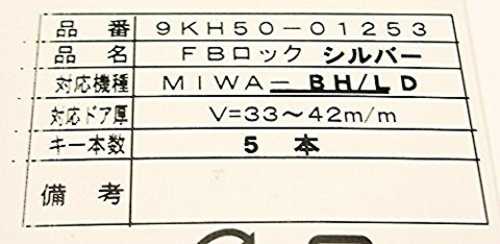 品番 9KH50-01253
品名 FBロック シルバー
対応機種 MIWA-BH/LD
対応ドア厚 V=33～42m/m
キー本数 5 本
備考